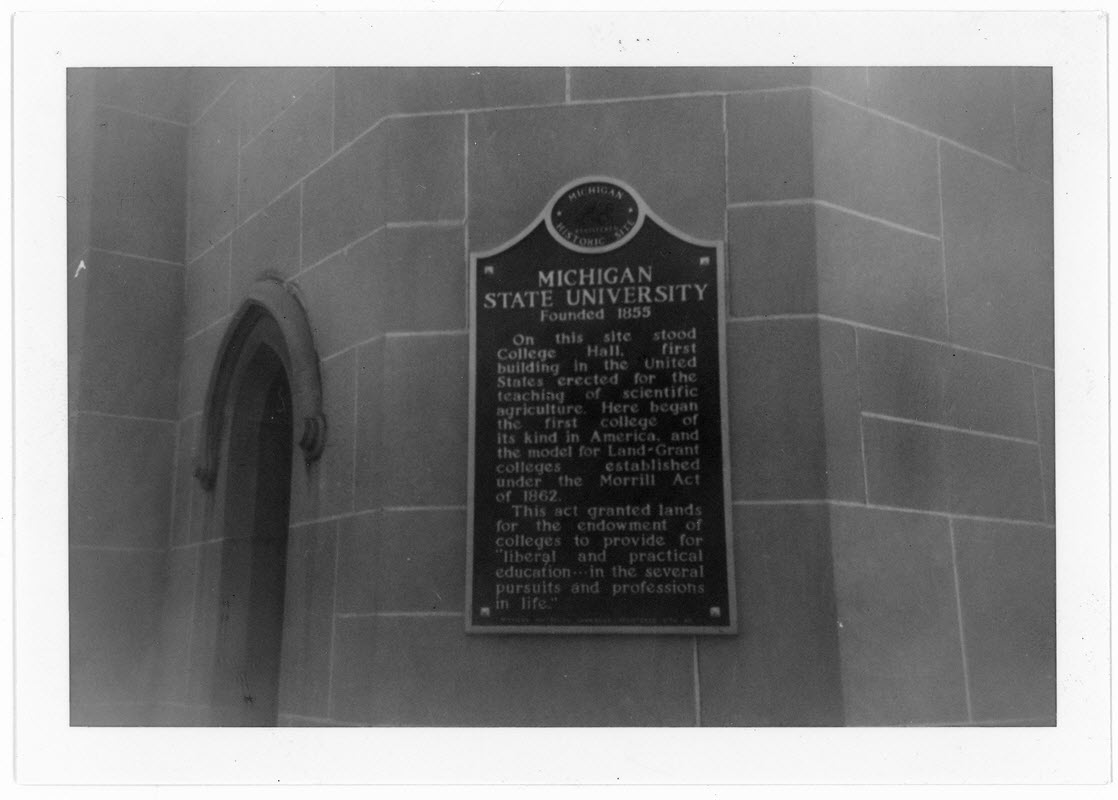 MICHIGAN
REGISTERED
HISTORIC SITE
MICHIGAN
STATE UNIVERSITY
Founded 1855
On this site stood
College Hall, first
building in the United
States erected for the
teaching of scientific
agriculture. Here began
the first college of
its kind in America, and
the model for Land-Grant
colleges established
under the Morrill Act
of 1862.
This act granted lands
for the endowment of
colleges to provide for
"liberal and practical
education...in the several
pursuits and professions
in life."